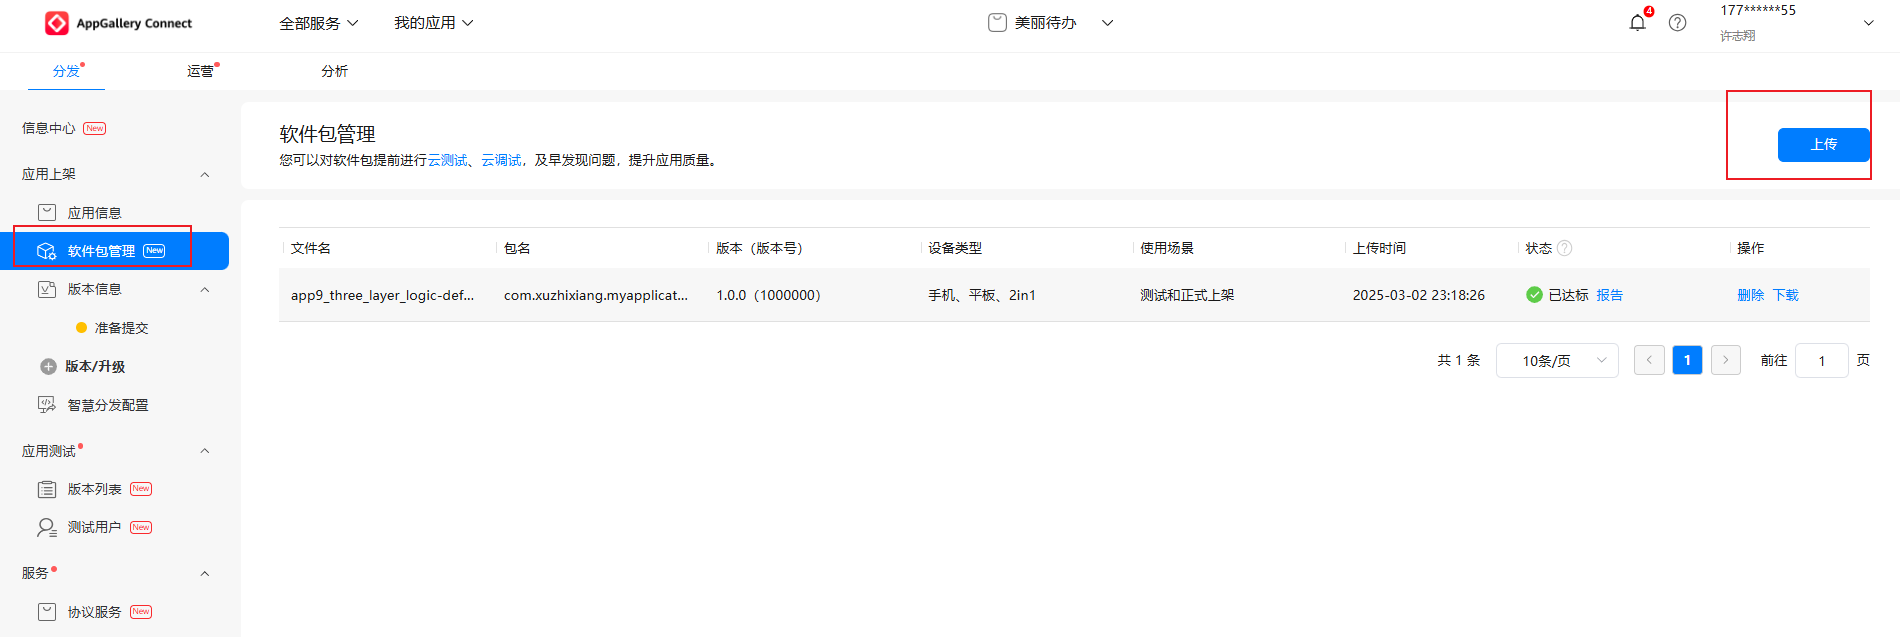 AppGallery Connect 全部服务 我的应用 美丽待办 4 177******55
许志翔
分发 运营 分析
信息中心 New
应用上架
应用信息
软件包管理 New
版本信息
准备提交
版本/升级
智慧分发配置
应用测试
版本列表 New
测试用户 New
服务
协议服务 New
软件包管理
您可以对软件包提前进行云测试、云调试，及早发现问题，提升应用质量。
上传
文件名 包名 版本（版本号） 设备类型 使用场景 上传时间 状态 ? 操作
app9_three_layer_logic-def... com.xuzhixiang.myapplicat... 1.0.0（1000000） 手机、平板、2in1 测试和正式上架 2025-03-02 23:18:26 已达标 报告 删除 下载
共 1 条 10条/页 < 1 > 前往 1 页